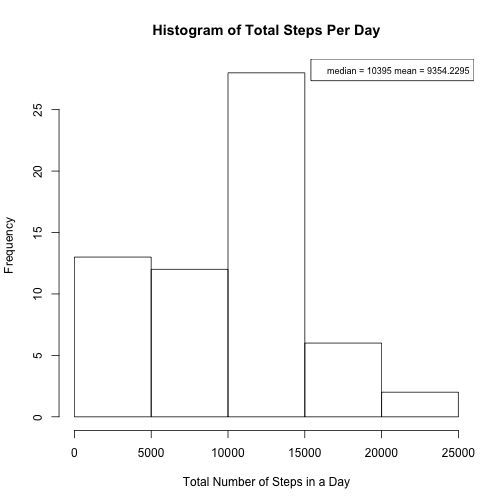 Histogram of Total Steps Per Day
median = 10395 mean = 9354.2295
Frequency
25
20
15
10
5
0
0 5000 10000 15000 20000 25000
Total Number of Steps in a Day